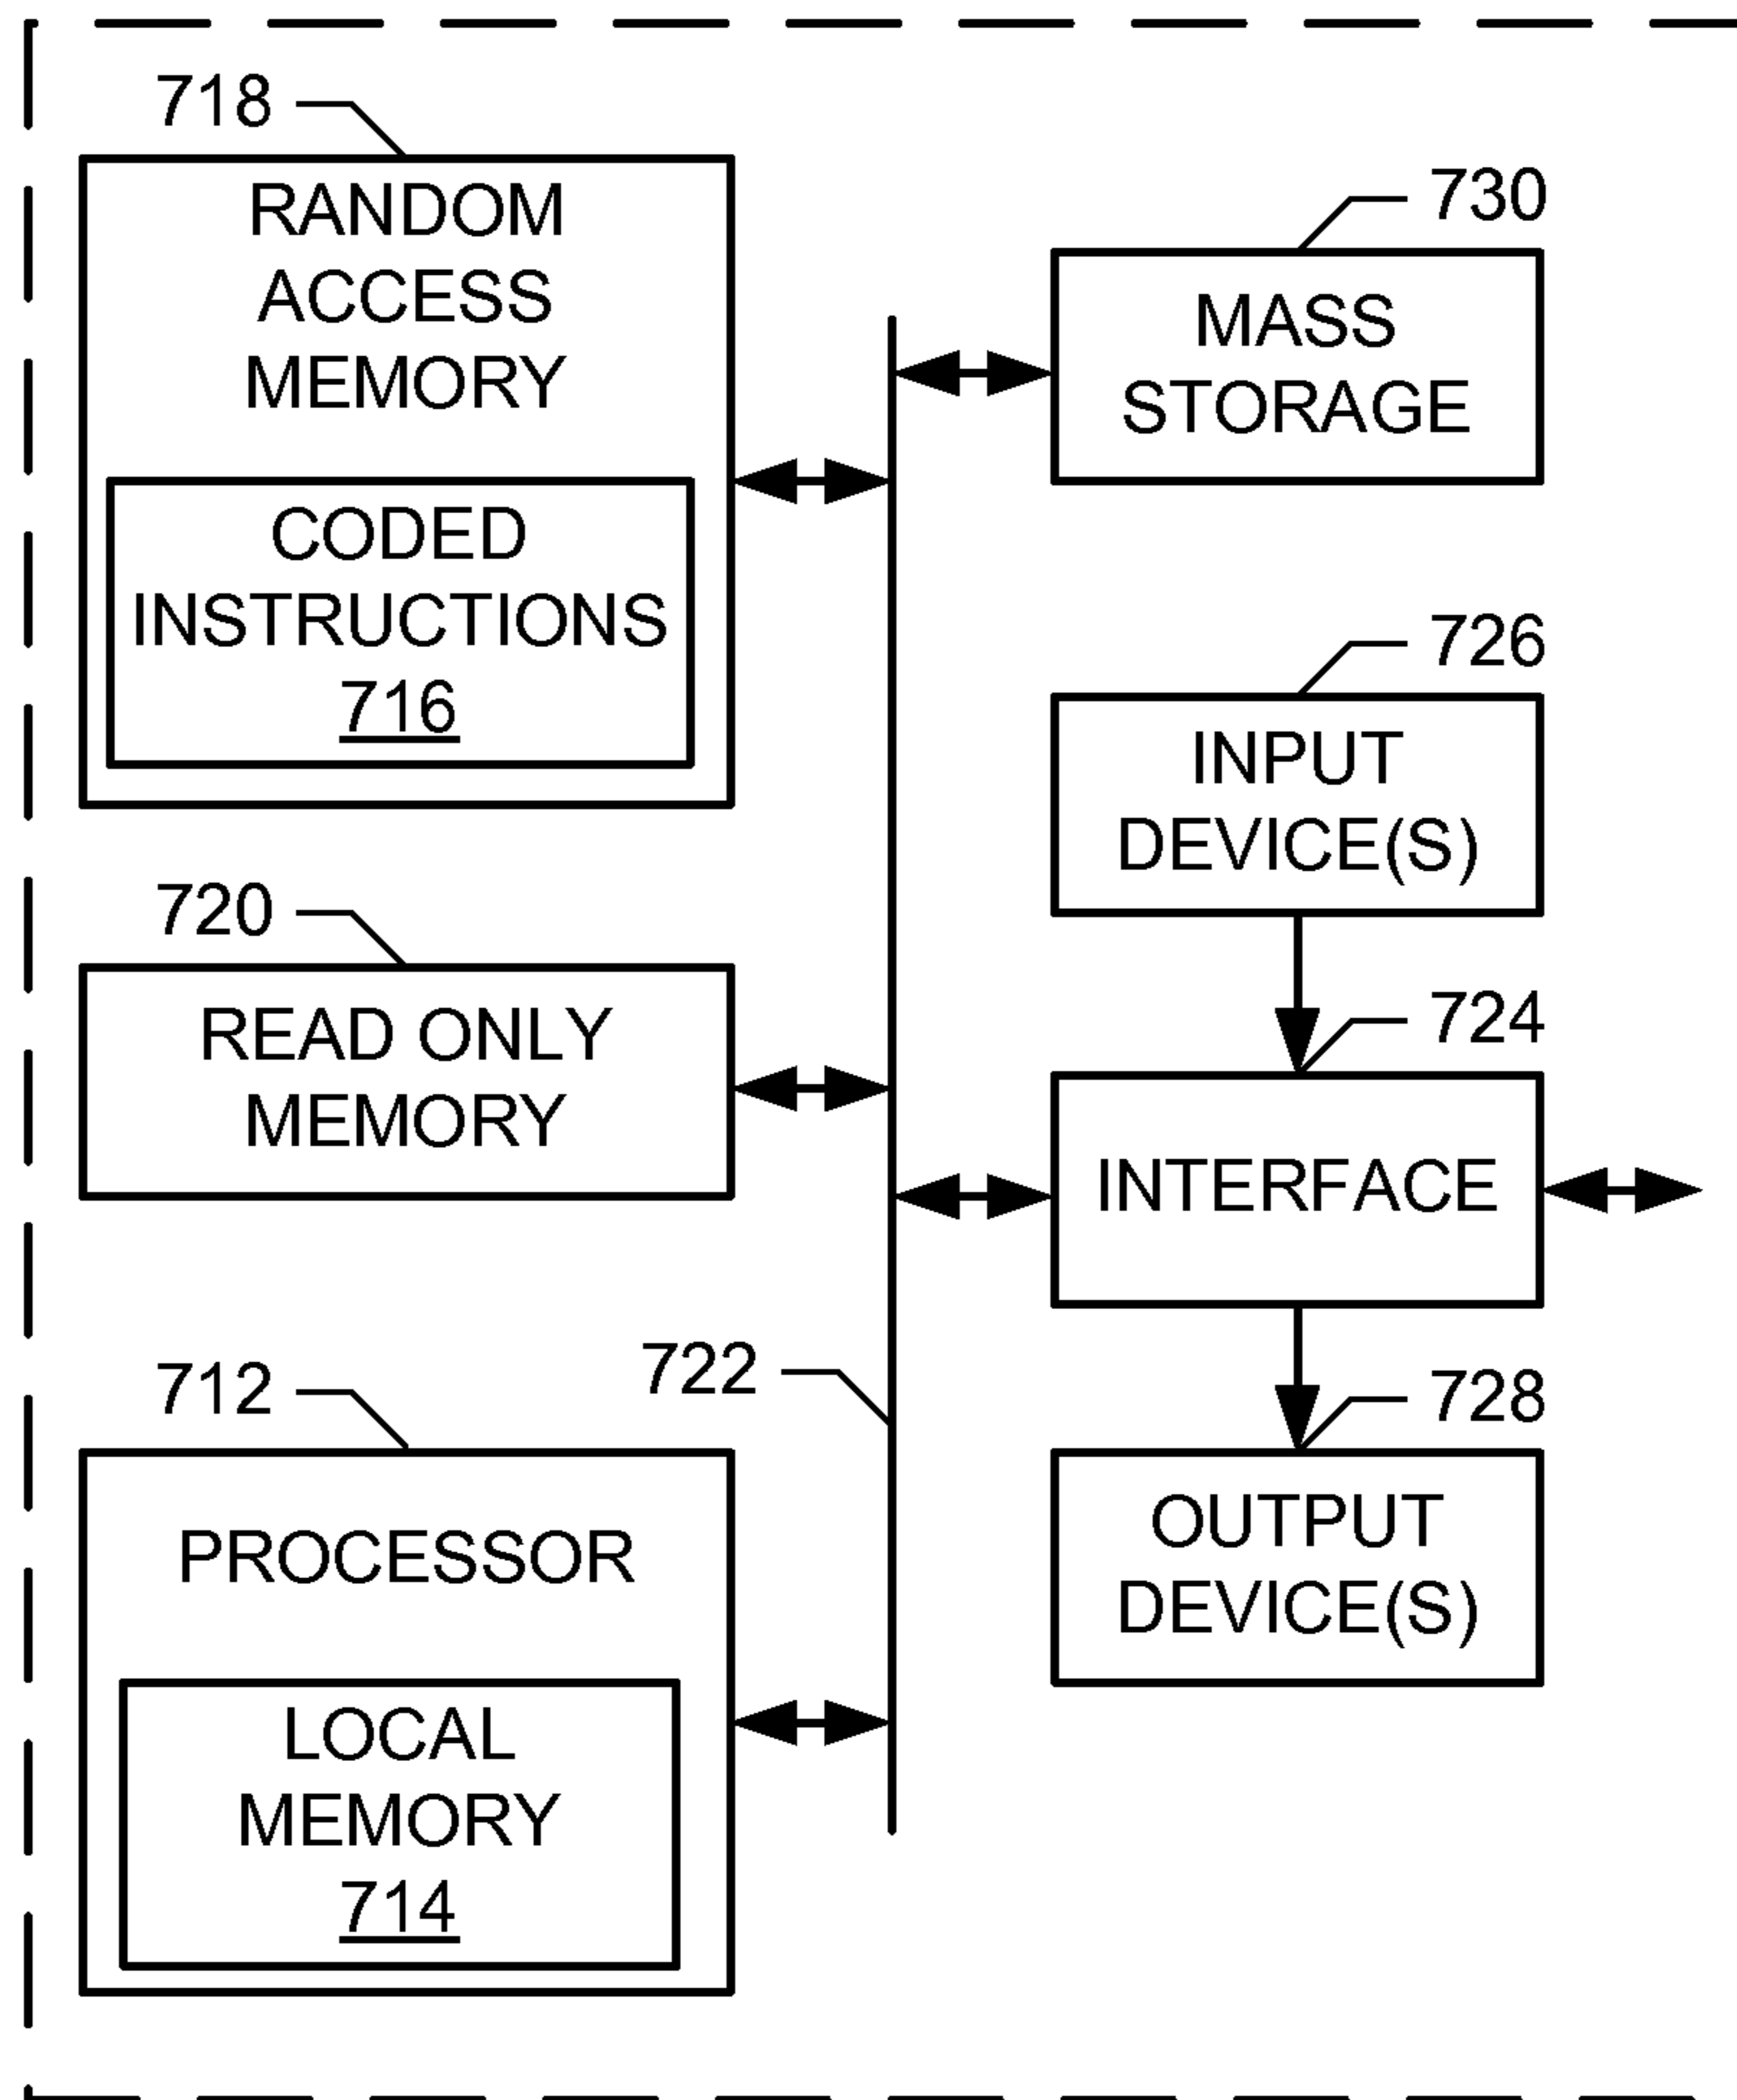 718
RANDOM
ACCESS
MEMORY
CODED
INSTRUCTIONS
716
720
READ ONLY
MEMORY
712
PROCESSOR
LOCAL
MEMORY
714
722
730
MASS
STORAGE
726
INPUT
DEVICE(S)
724
INTERFACE
728
OUTPUT
DEVICE(S)